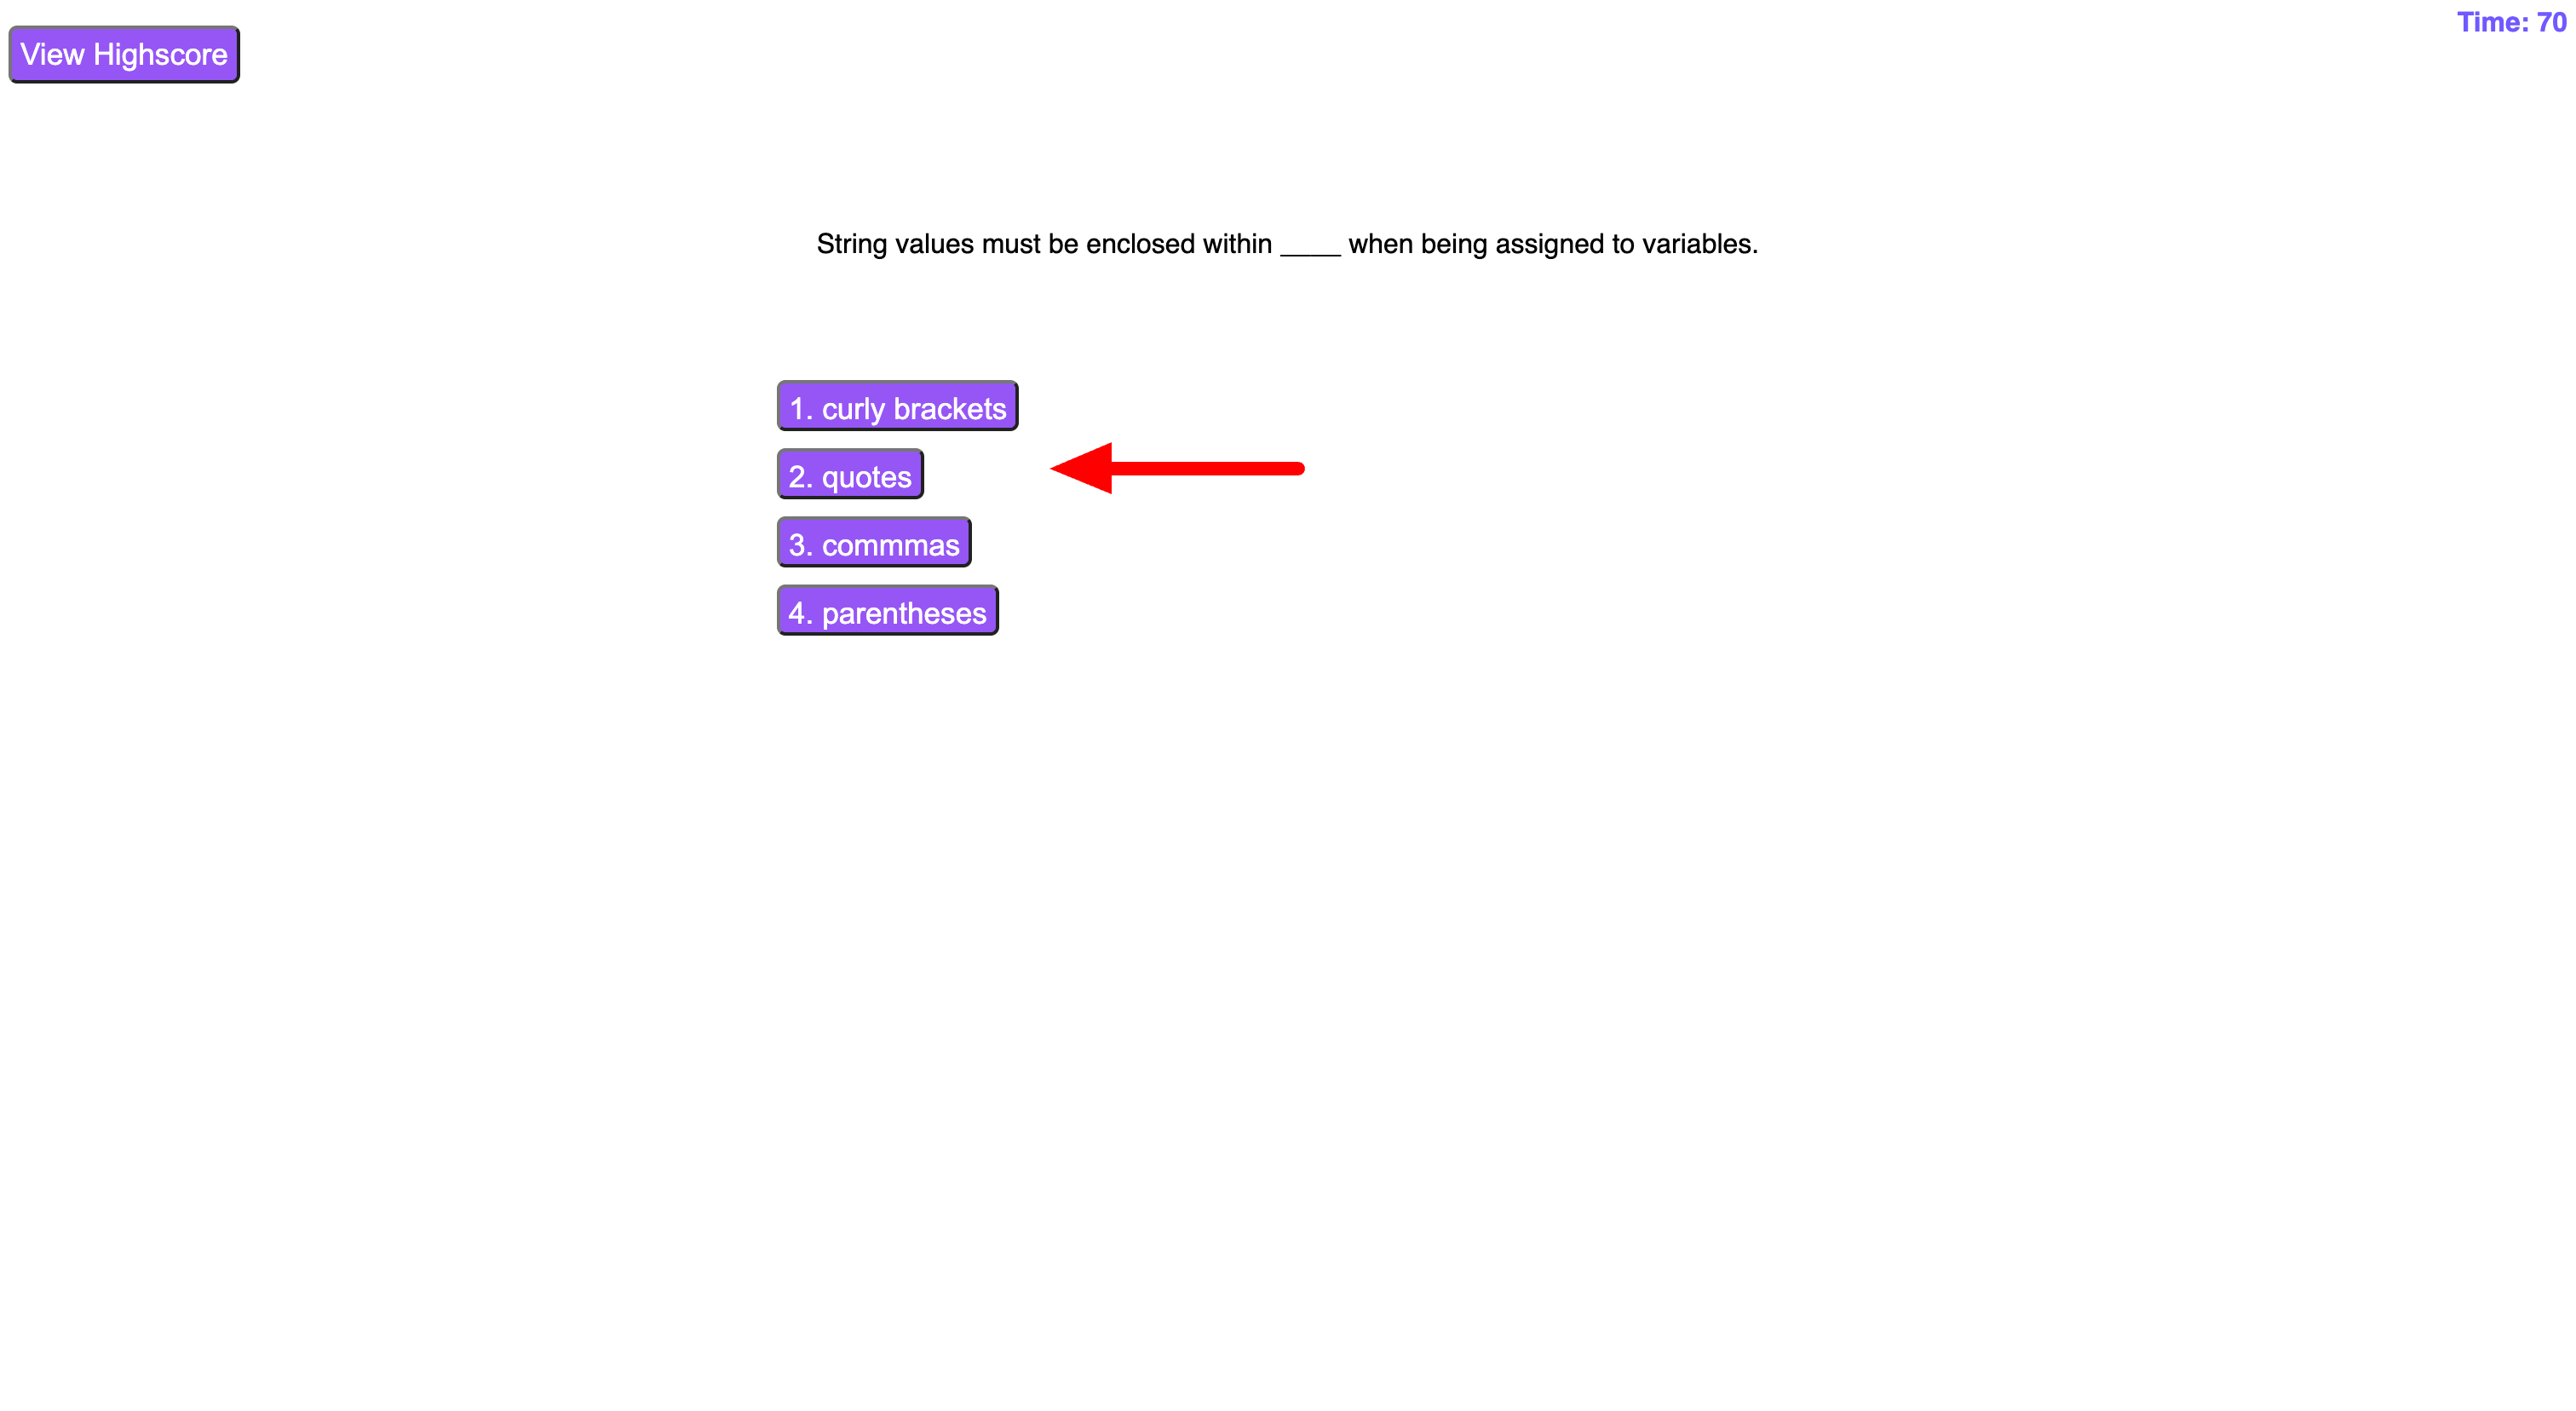 Time: 70
View Highscore
String values must be enclosed within _____ when being assigned to variables.
1. curly brackets
2. quotes
3. commmas
4. parentheses